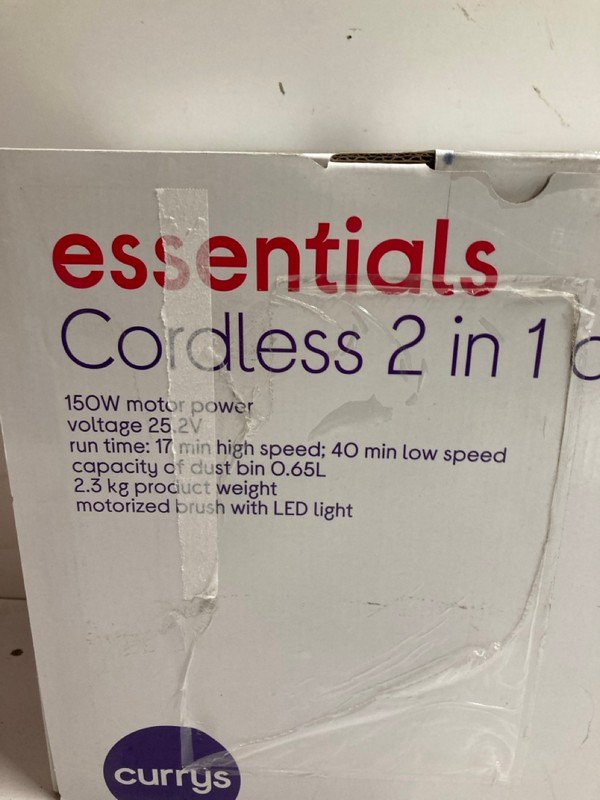 essentials
Cordless 2 in 1
150W motor power
voltage 25.2V
run time: 17 min high speed; 40 min low speed
capacity of dust bin 0.65L
2.3 kg product weight
motorized brush with LED light
currys